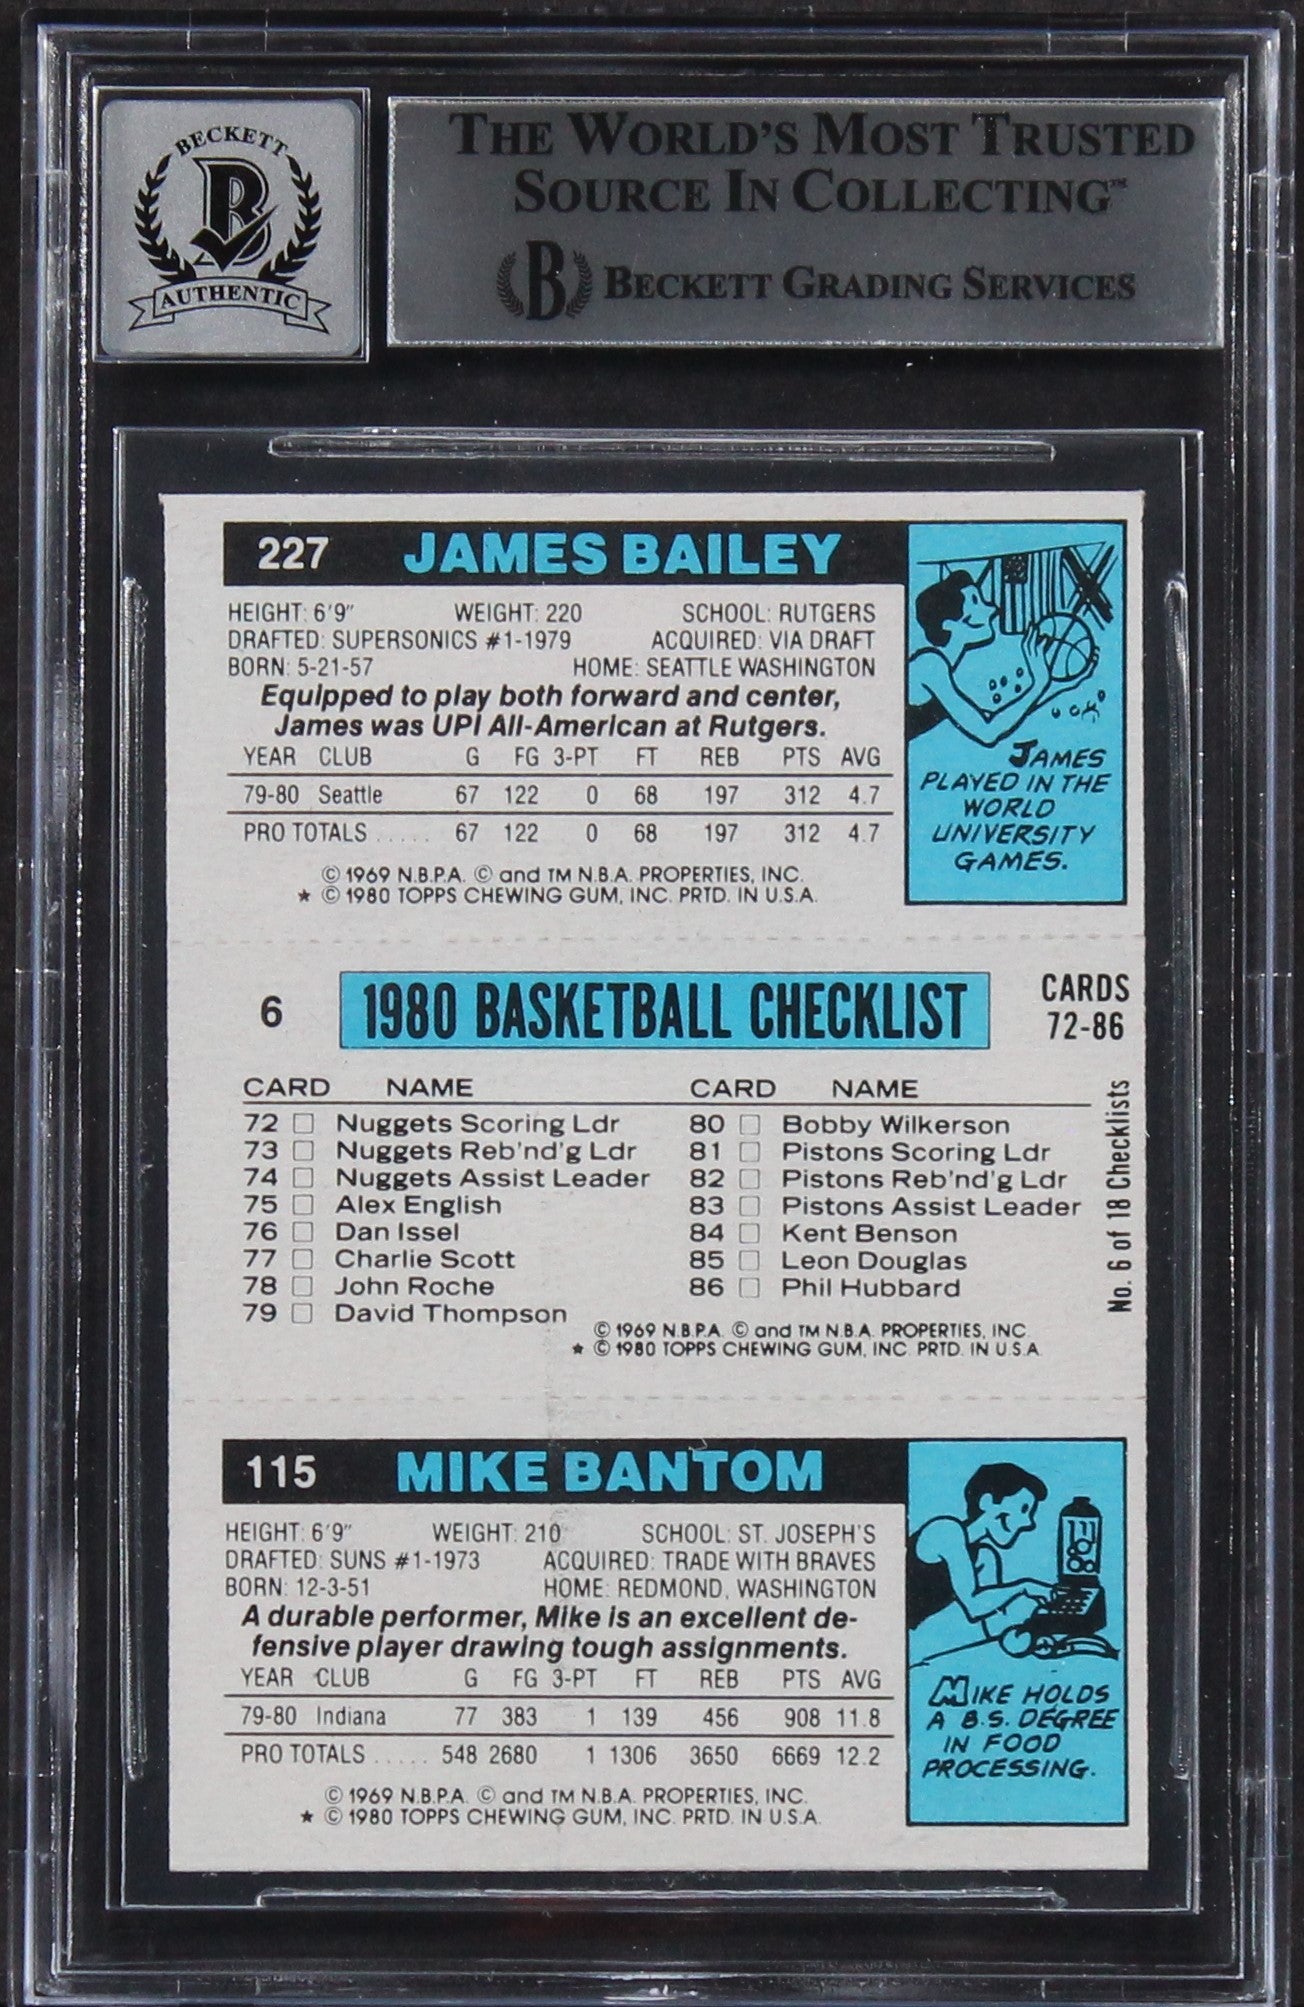 BECKETT
B
AUTHENTIC
THE WORLD'S MOST TRUSTED
SOURCE IN COLLECTING™
B BECKETT GRADING SERVICES
227 JAMES BAILEY
HEIGHT: 6'9" WEIGHT: 220 SCHOOL: RUTGERS
DRAFTED: SUPERSONICS #1-1979 ACQUIRED: VIA DRAFT
BORN: 5-21-57 HOME: SEATTLE WASHINGTON
Equipped to play both forward and center,
James was UPI All-American at Rutgers.
YEAR CLUB G FG 3-PT FT REB PTS AVG
79-80 Seattle 67 122 0 68 197 312 4.7
PRO TOTALS ..... 67 122 0 68 197 312 4.7
© 1969 N.B.P.A. © and TM N.B.A. PROPERTIES, INC.
★ © 1980 TOPPS CHEWING GUM, INC. PRTD. IN U.S.A.
JAMES
PLAYED IN THE
WORLD
UNIVERSITY
GAMES.
6 1980 BASKETBALL CHECKLIST CARDS
72-86
CARD NAME CARD NAME
72 □ Nuggets Scoring Ldr 80 □ Bobby Wilkerson
73 □ Nuggets Reb'nd'g Ldr 81 □ Pistons Scoring Ldr
74 □ Nuggets Assist Leader 82 □ Pistons Reb'nd'g Ldr
75 □ Alex English 83 □ Pistons Assist Leader
76 □ Dan Issel 84 □ Kent Benson
77 □ Charlie Scott 85 □ Leon Douglas
78 □ John Roche 86 □ Phil Hubbard
79 □ David Thompson
© 1969 N.B.P.A. © and TM N.B.A. PROPERTIES, INC
★ © 1980 TOPPS CHEWING GUM, INC. PRTD. IN U.S.A.
No. 6 of 18 Checklists
115 MIKE BANTOM
HEIGHT: 6'9" WEIGHT: 210 SCHOOL: ST. JOSEPH'S
DRAFTED: SUNS #1-1973 ACQUIRED: TRADE WITH BRAVES
BORN: 12-3-51 HOME: REDMOND, WASHINGTON
A durable performer, Mike is an excellent de-
fensive player drawing tough assignments.
YEAR CLUB G FG 3-PT FT REB PTS AVG
79-80 Indiana 77 383 1 139 456 908 11.8
PRO TOTALS ..... 548 2680 1 1306 3650 6669 12.2
© 1969 N.B.P.A. © and TM N.B.A. PROPERTIES, INC.
★ © 1980 TOPPS CHEWING GUM, INC. PRTD. IN U.S.A.
MIKE HOLDS
A B.S. DEGREE
IN FOOD
PROCESSING.